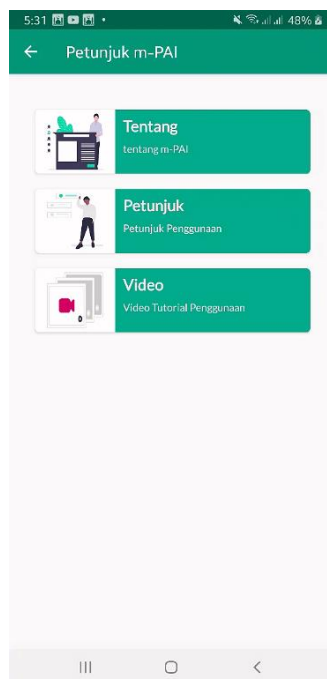 5:31 48%
Petunjuk m-PAI
Tentang
tentang m-PAI
Petunjuk
Petunjuk Penggunaan
Video
Video Tutorial Penggunaan